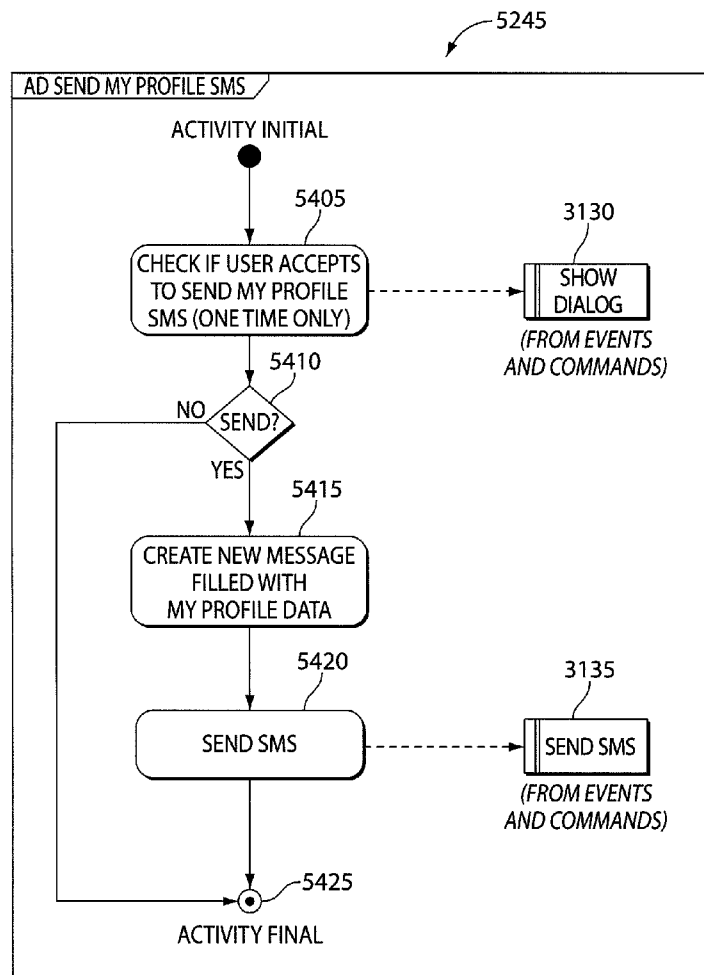 5245
AD SEND MY PROFILE SMS
ACTIVITY INITIAL
5405
CHECK IF USER ACCEPTS
TO SEND MY PROFILE
SMS (ONE TIME ONLY)
3130
SHOW
DIALOG
(FROM EVENTS
AND COMMANDS)
5410
NO
SEND?
YES
5415
CREATE NEW MESSAGE
FILLED WITH
MY PROFILE DATA
5420
SEND SMS
3135
SEND SMS
(FROM EVENTS
AND COMMANDS)
5425
ACTIVITY FINAL